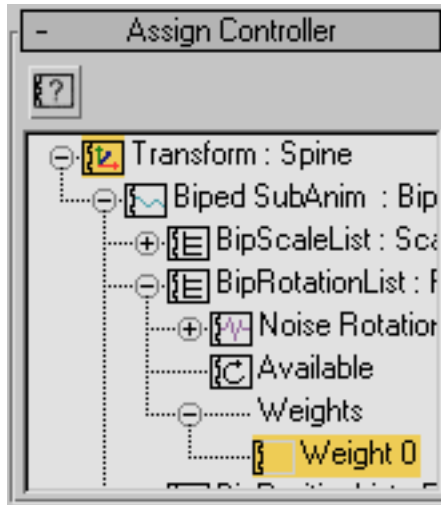 - Assign Controller
?
Transform : Spine
Biped SubAnim : Bip
BipScaleList : Sca
BipRotationList :
Noise Rotation
Available
Weights
Weight 0